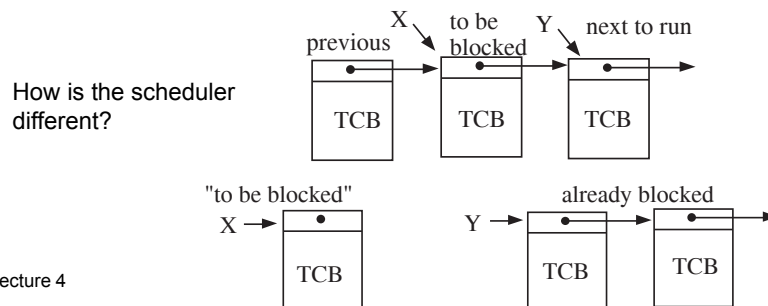 X
to be
blocked
Y
next to run
previous
How is the scheduler
different?
TCB
TCB
TCB
"to be blocked"
already blocked
X
Y
TCB
TCB
TCB
ecture 4